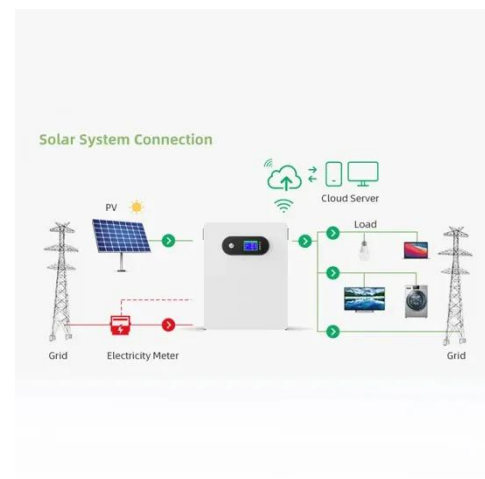 Solar System Connection
Cloud Server
PV
Load
Grid
Electricity Meter
Grid